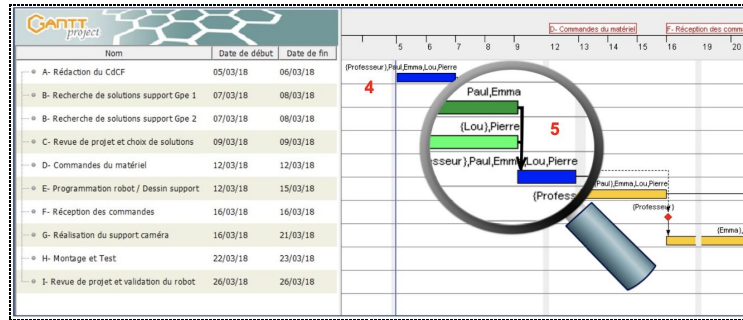 GANTT
project
D- Commandes du matériel
F- Réception des comma
5 6 7 8 9 12 13 14 15 16 19 20
Nom Date de début Date de fin
A- Rédaction du CdCF 05/03/18 06/03/18
B- Recherche de solutions support Gpe 1 07/03/18 08/03/18
B- Recherche de solutions support Gpe 2 07/03/18 08/03/18
C- Revue de projet et choix de solutions 09/03/18 09/03/18
D- Commandes du matériel 12/03/18 12/03/18
E- Programmation robot / Dessin support 12/03/18 15/03/18
F- Réception des commandes 16/03/18 16/03/18
G- Réalisation du support caméra 16/03/18 21/03/18
H- Montage et Test 22/03/18 23/03/18
I- Revue de projet et validation du robot 26/03/18 26/03/18
{Professeur},Paul,Emma,Lou,Pierre
4
Paul,Emma
{Lou},Pierre
5
sseur},Paul,Emma,Lou,Pierre
{Profess
Paul},Emma,Lou,Pierre
{Professeur}
{Emma},